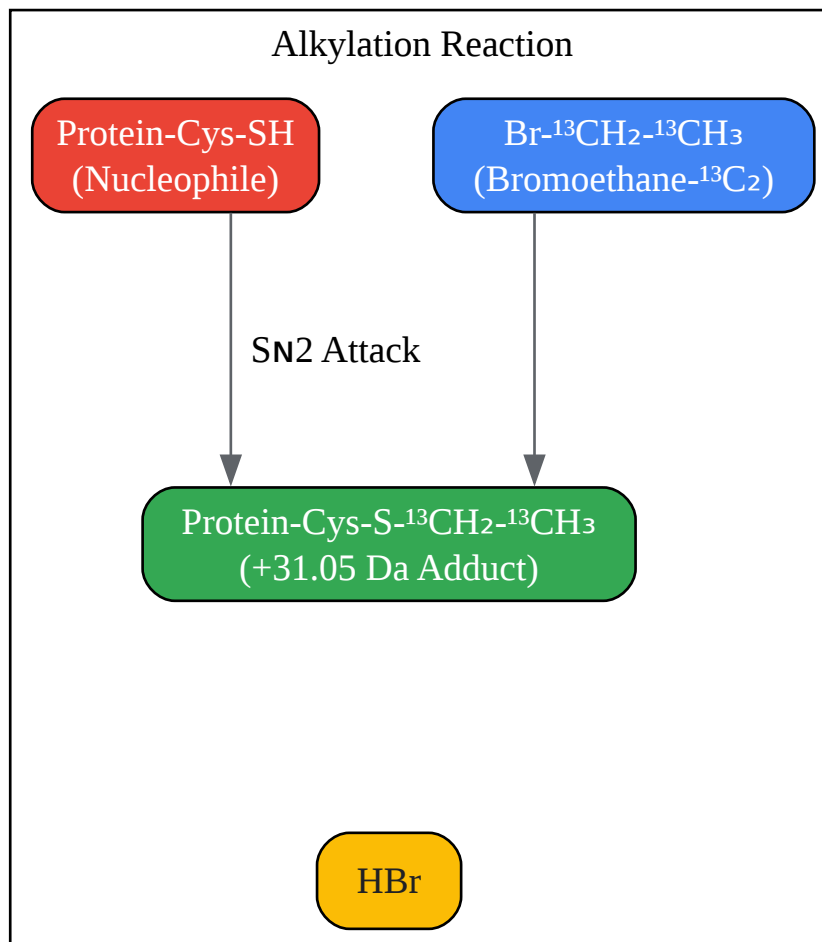 Alkylation Reaction
Protein-Cys-SH
(Nucleophile)
Br-¹³CH₂-¹³CH₃
(Bromoethane-¹³C₂)
Sɴ2 Attack
Protein-Cys-S-¹³CH₂-¹³CH₃
(+31.05 Da Adduct)
HBr